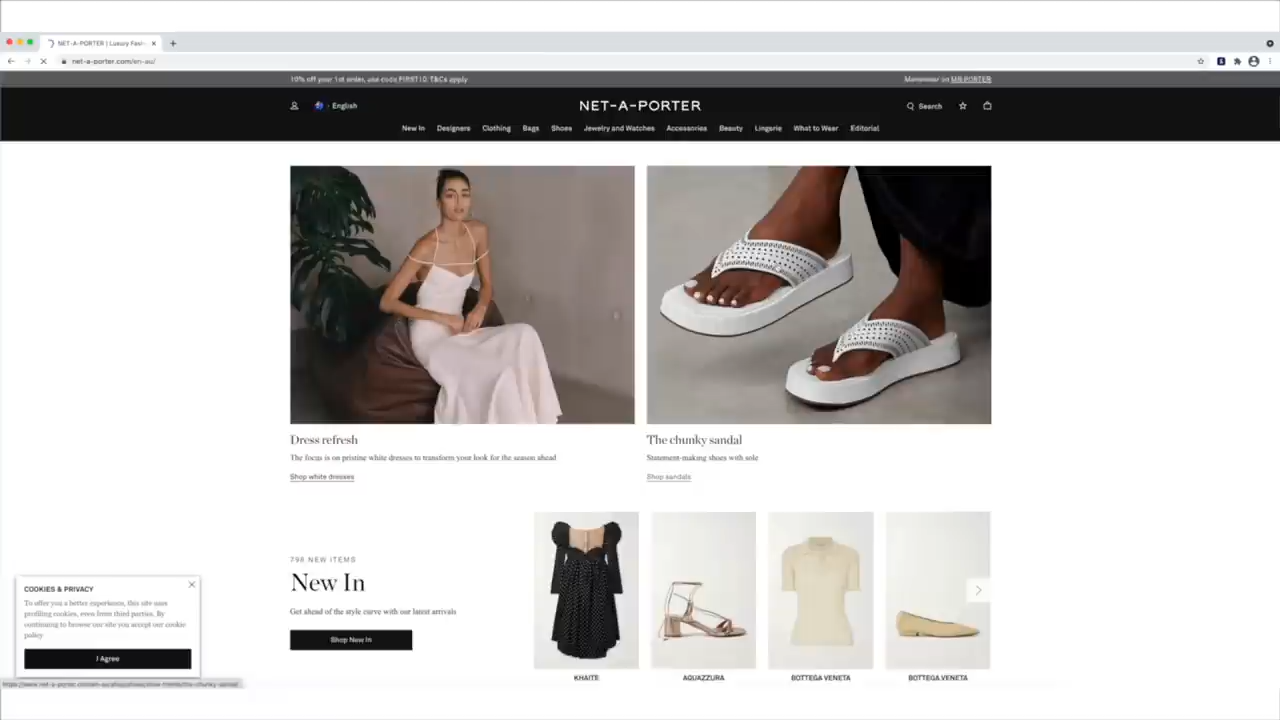 NET-A-PORTER | Luxury Fash
net-a-porter.com/en-au/
10% off your 1st order, use code FIRST10. T&Cs apply
Menswear on MR PORTER
English
NET-A-PORTER
Search
New In Designers Clothing Bags Shoes Jewelry and Watches Accessories Beauty Lingerie What to Wear Editorial
Dress refresh
The focus is on pristine white dresses to transform your look for the season ahead
Shop white dresses
The chunky sandal
Statement-making shoes with sole
Shop sandals
798 NEW ITEMS
New In
Get ahead of the style curve with our latest arrivals
Shop New In
KHAITE
AQUAZZURA
BOTTEGA VENETA
BOTTEGA VENETA
COOKIES & PRIVACY
To offer you a better experience, this site uses
profiling cookies, even from third parties. By
continuing to browse our site you accept our cookie
policy
I Agree